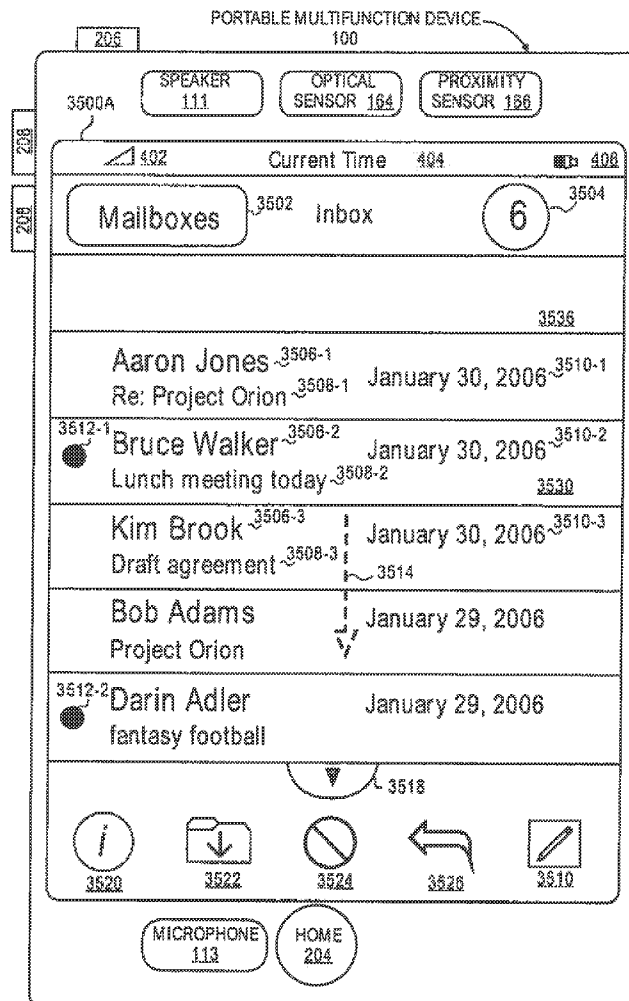 PORTABLE MULTIFUNCTION DEVICE
100
206
SPEAKER
111
OPTICAL
SENSOR 164
PROXIMITY
SENSOR 166
3500A
208
402
Current Time 404
406
208
Mailboxes
3502
Inbox
6
3504
3536
Aaron Jones 3506-1
January 30, 2006 3510-1
Re: Project Orion 3508-1
3512-1
Bruce Walker 3506-2
January 30, 2006 3510-2
Lunch meeting today 3508-2
3530
Kim Brook 3506-3
January 30, 2006 3510-3
Draft agreement 3508-3
3514
Bob Adams
January 29, 2006
Project Orion
3512-2
Darin Adler
January 29, 2006
fantasy football
3518
i
3520
3522
3524
3526
3510
MICROPHONE
113
HOME
204